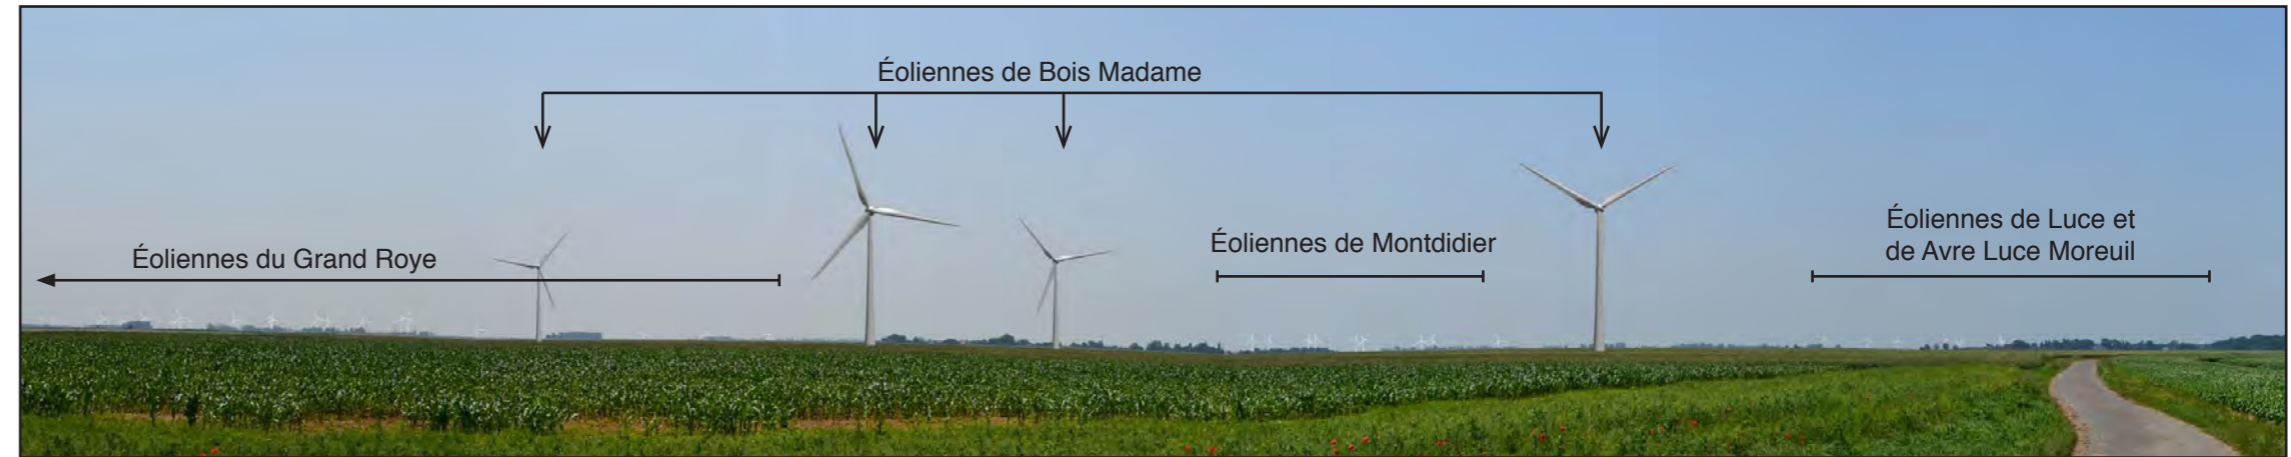 Éoliennes de Bois Madame
Éoliennes du Grand Roye
Éoliennes de Montdidier
Éoliennes de Luce et
de Avre Luce Moreuil